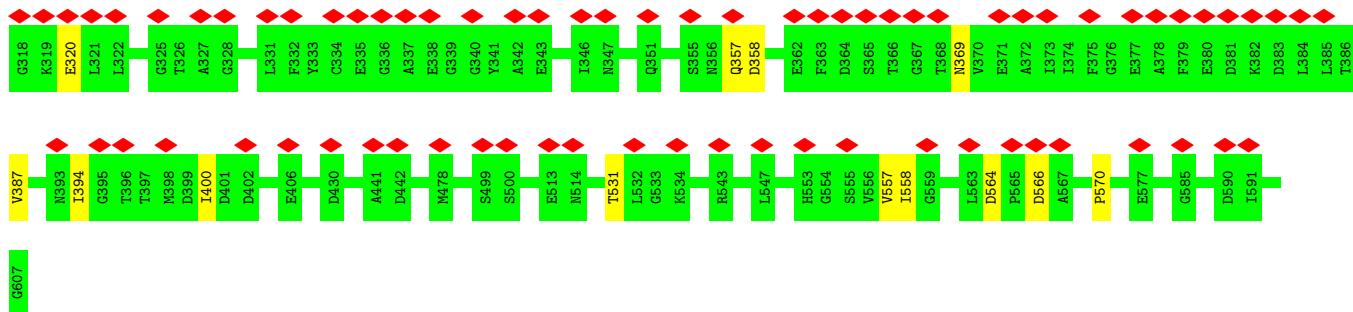 G318 K319 E320 L321 L322 G325 T326 A327 G328 L331 F332 Y333 C334 E335 G336 A337 E338 G339 G340 Y341 A342 E343 I346 N347 Q351 S355 N356 Q357 D358 E362 F363 D364 S365 T366 G367 T368 N369 V370 E371 A372 I373 I374 F375 G376 E377 A378 F379 E380 D381 K382 D383 L384 L385 T386
V387 N393 I394 G395 T396 T397 M398 D399 I400 D401 D402 E406 D430 A441 D442 M478 S499 S500 E513 N514 T531 L532 G533 K534 R543 L547 H553 G554 S555 V556 V557 I558 G559 L563 D564 P565 D566 A567 P570 E577 G585 D590 I591
G607